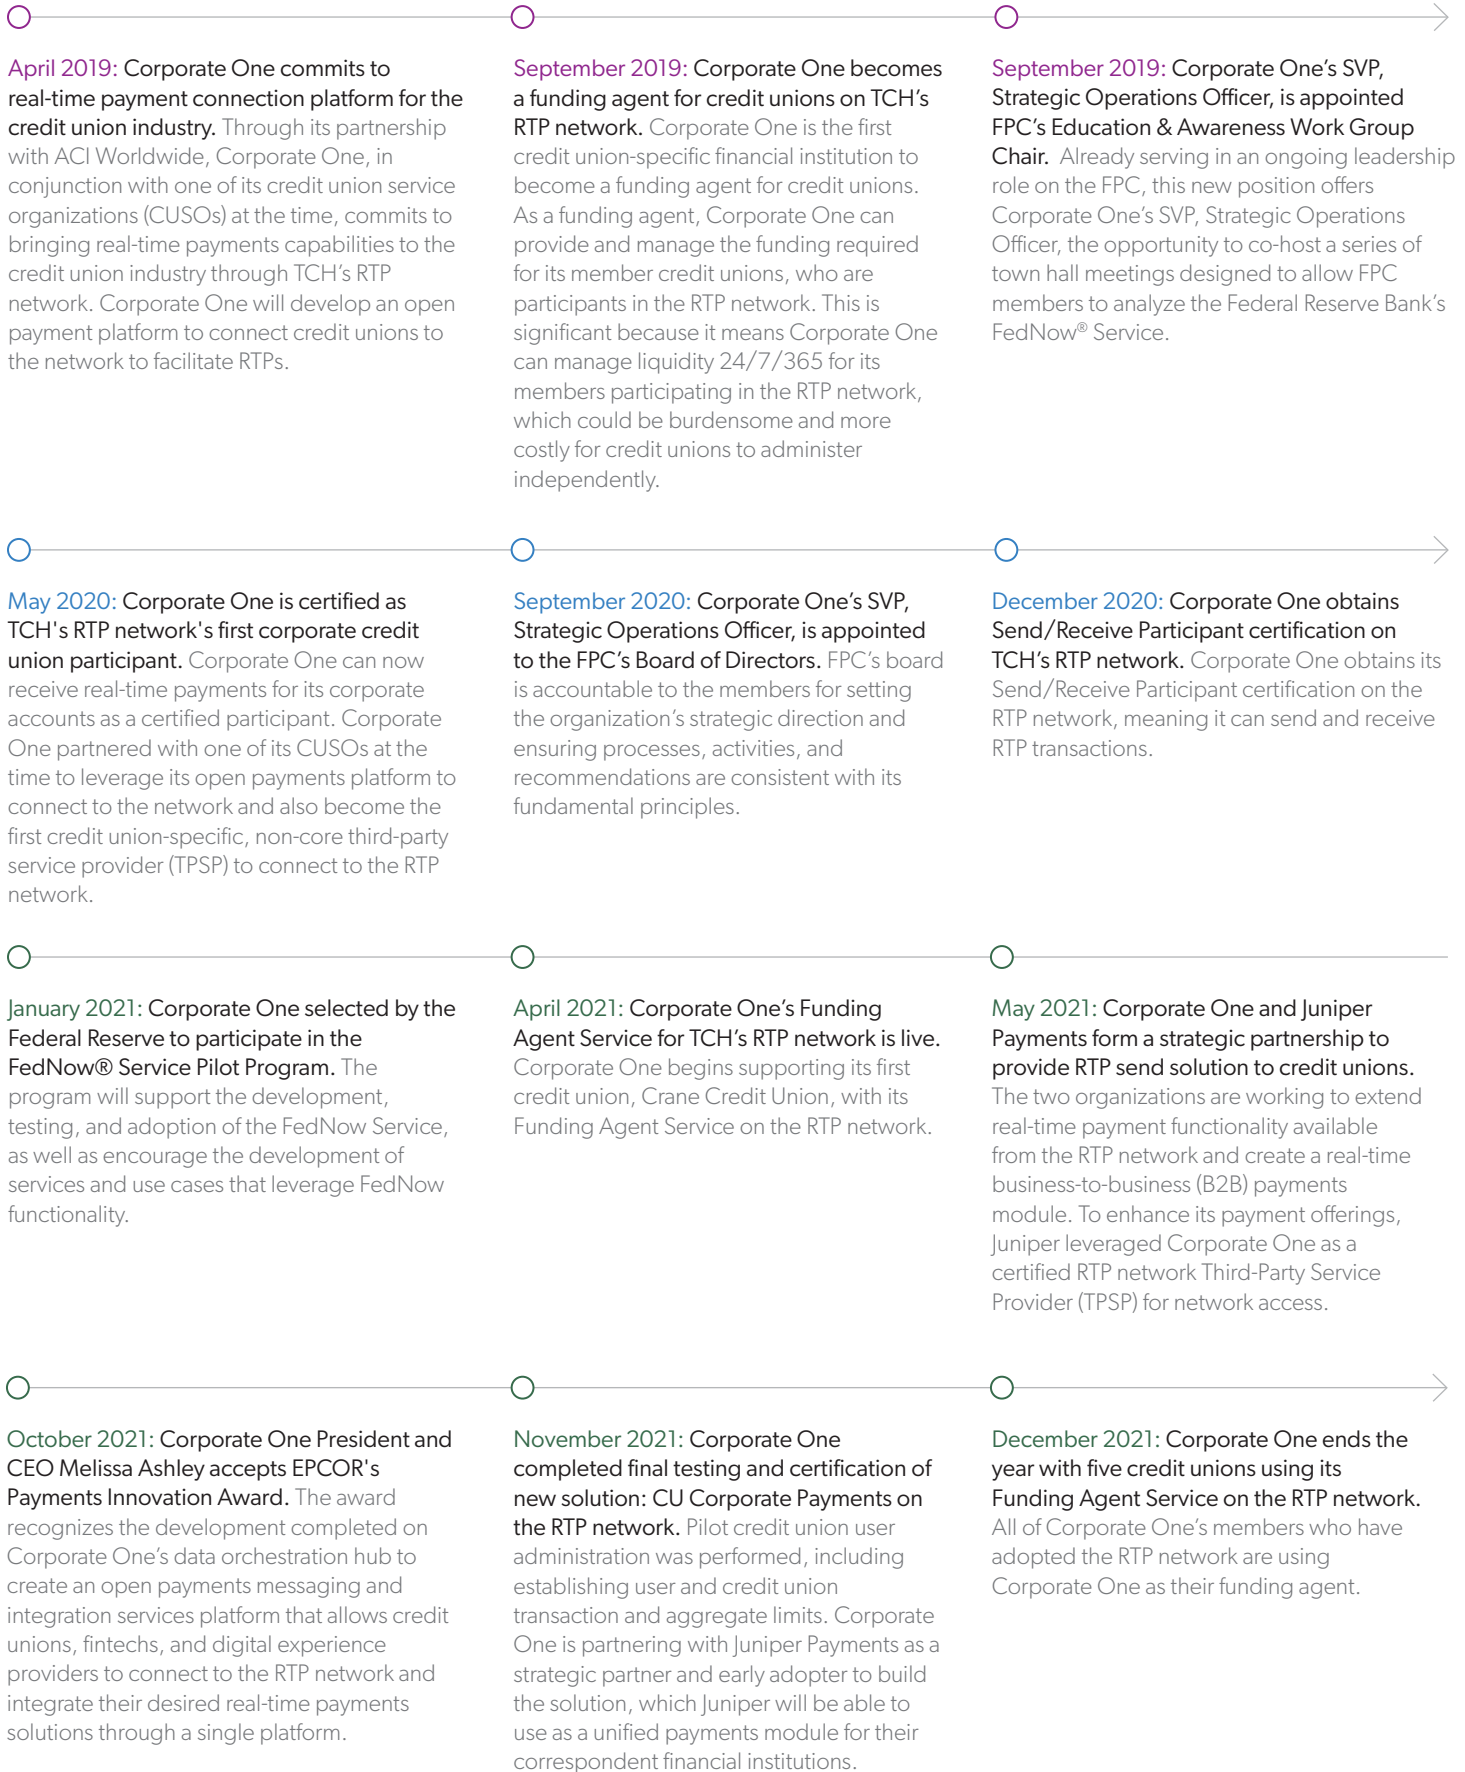 April 2019: Corporate One commits to
real-time payment connection platform for the
credit union industry. Through its partnership
with ACI Worldwide, Corporate One, in
conjunction with one of its credit union service
organizations (CUSOs) at the time, commits to
bringing real-time payments capabilities to the
credit union industry through TCH’s RTP
network. Corporate One will develop an open
payment platform to connect credit unions to
the network to facilitate RTPs.
September 2019: Corporate One becomes
a funding agent for credit unions on TCH’s
RTP network. Corporate One is the first
credit union-specific financial institution to
become a funding agent for credit unions.
As a funding agent, Corporate One can
provide and manage the funding required
for its member credit unions, who are
participants in the RTP network. This is
significant because it means Corporate One
can manage liquidity 24/7/365 for its
members participating in the RTP network,
which could be burdensome and more
costly for credit unions to administer
independently.
September 2019: Corporate One’s SVP,
Strategic Operations Officer, is appointed
FPC’s Education & Awareness Work Group
Chair. Already serving in an ongoing leadership
role on the FPC, this new position offers
Corporate One’s SVP, Strategic Operations
Officer, the opportunity to co-host a series of
town hall meetings designed to allow FPC
members to analyze the Federal Reserve Bank’s
FedNow® Service.
May 2020: Corporate One is certified as
TCH's RTP network's first corporate credit
union participant. Corporate One can now
receive real-time payments for its corporate
accounts as a certified participant. Corporate
One partnered with one of its CUSOs at the
time to leverage its open payments platform to
connect to the network and also become the
first credit union-specific, non-core third-party
service provider (TPSP) to connect to the RTP
network.
September 2020: Corporate One’s SVP,
Strategic Operations Officer, is appointed
to the FPC’s Board of Directors. FPC’s board
is accountable to the members for setting
the organization’s strategic direction and
ensuring processes, activities, and
recommendations are consistent with its
fundamental principles.
December 2020: Corporate One obtains
Send/Receive Participant certification on
TCH’s RTP network. Corporate One obtains its
Send/Receive Participant certification on the
RTP network, meaning it can send and receive
RTP transactions.
January 2021: Corporate One selected by the
Federal Reserve to participate in the
FedNow® Service Pilot Program. The
program will support the development,
testing, and adoption of the FedNow Service,
as well as encourage the development of
services and use cases that leverage FedNow
functionality.
April 2021: Corporate One’s Funding
Agent Service for TCH’s RTP network is live.
Corporate One begins supporting its first
credit union, Crane Credit Union, with its
Funding Agent Service on the RTP network.
May 2021: Corporate One and Juniper
Payments form a strategic partnership to
provide RTP send solution to credit unions.
The two organizations are working to extend
real-time payment functionality available
from the RTP network and create a real-time
business-to-business (B2B) payments
module. To enhance its payment offerings,
Juniper leveraged Corporate One as a
certified RTP network Third-Party Service
Provider (TPSP) for network access.
October 2021: Corporate One President and
CEO Melissa Ashley accepts EPCOR's
Payments Innovation Award. The award
recognizes the development completed on
Corporate One’s data orchestration hub to
create an open payments messaging and
integration services platform that allows credit
unions, fintechs, and digital experience
providers to connect to the RTP network and
integrate their desired real-time payments
solutions through a single platform.
November 2021: Corporate One
completed final testing and certification of
new solution: CU Corporate Payments on
the RTP network. Pilot credit union user
administration was performed, including
establishing user and credit union
transaction and aggregate limits. Corporate
One is partnering with Juniper Payments as a
strategic partner and early adopter to build
the solution, which Juniper will be able to
use as a unified payments module for their
correspondent financial institutions.
December 2021: Corporate One ends the
year with five credit unions using its
Funding Agent Service on the RTP network.
All of Corporate One’s members who have
adopted the RTP network are using
Corporate One as their funding agent.